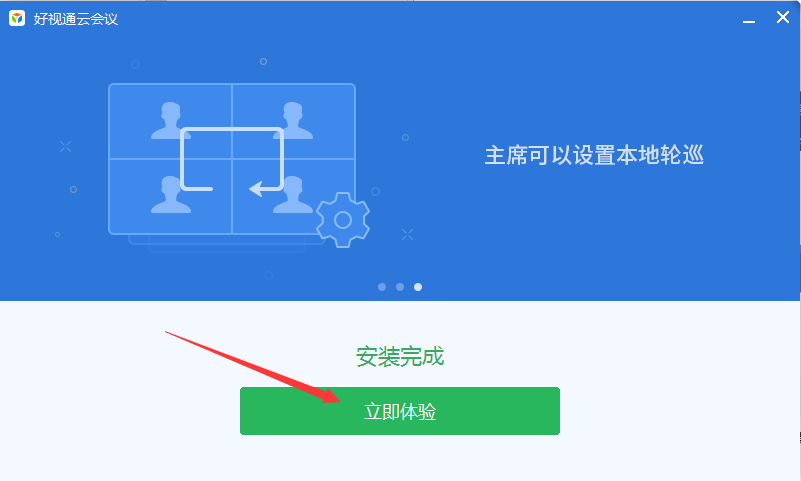 好视通云会议
主席可以设置本地轮巡
安装完成
立即体验